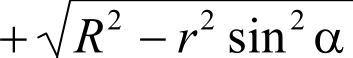 + √(R² − r² sin² α)